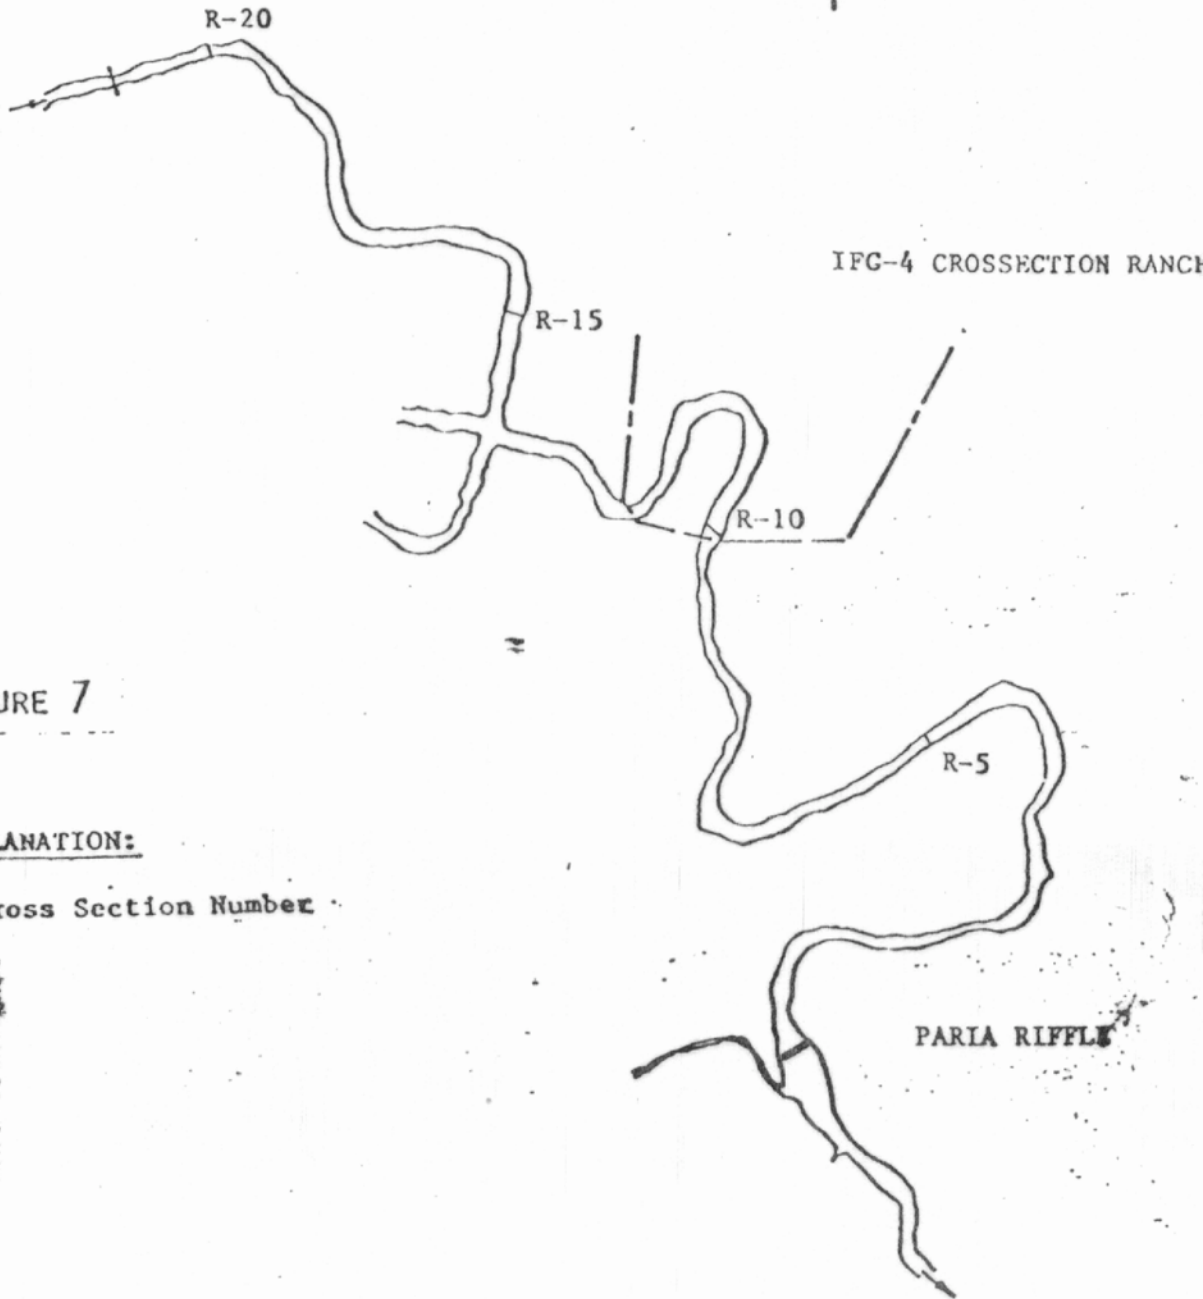 R-20
IFG-4 CROSSECTION RANCH
R-15
R-10
URE 7
R-5
LANATION:
ross Section Number
PARIA RIFFLE